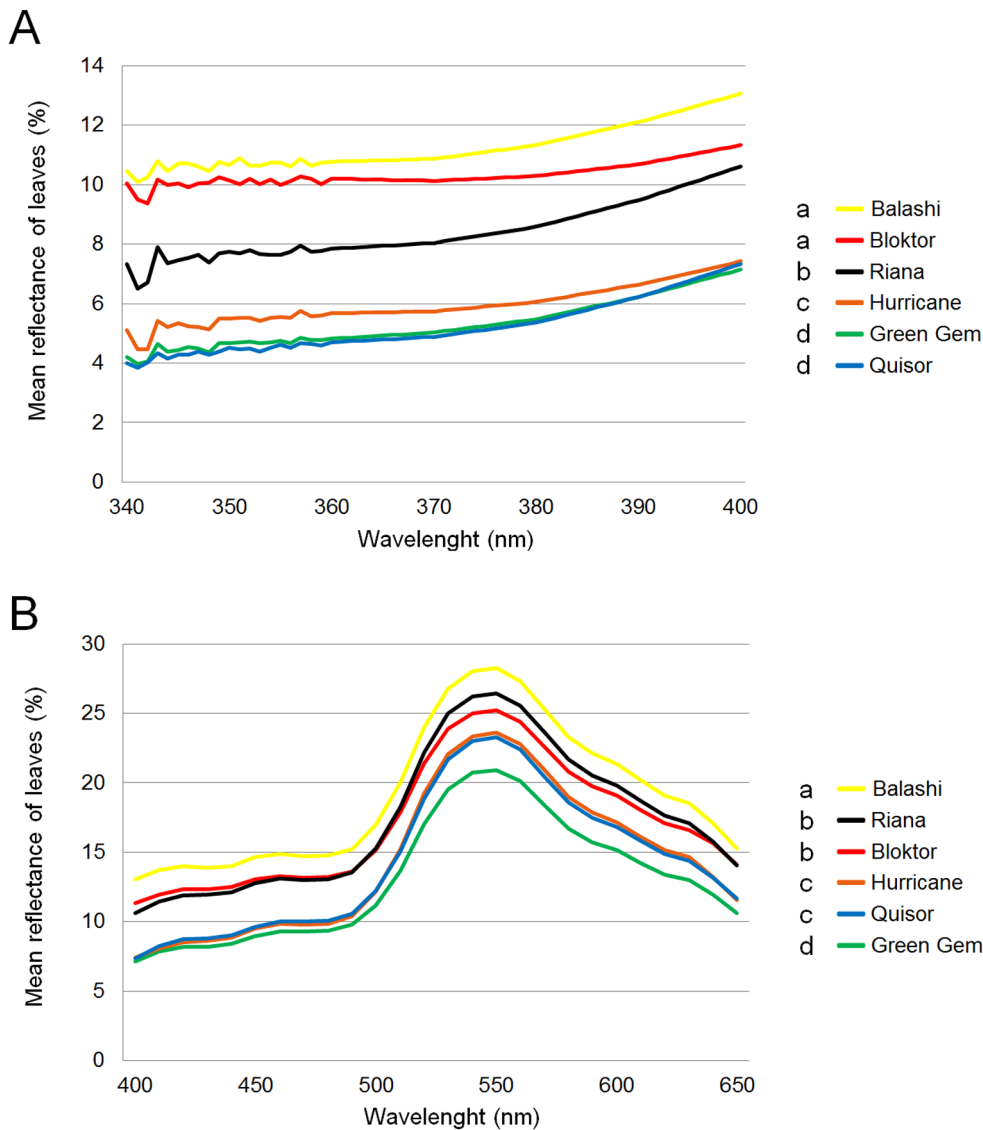 A
Mean reflectance of leaves (%)
14
12
10
8
6
4
2
0
340 350 360 370 380 390 400
Wavelenght (nm)
a Balashi
a Bloktor
b Riana
c Hurricane
d Green Gem
d Quisor
B
Mean reflectance of leaves (%)
30
25
20
15
10
5
0
400 450 500 550 600 650
Wavelenght (nm)
a Balashi
b Riana
b Bloktor
c Hurricane
c Quisor
d Green Gem